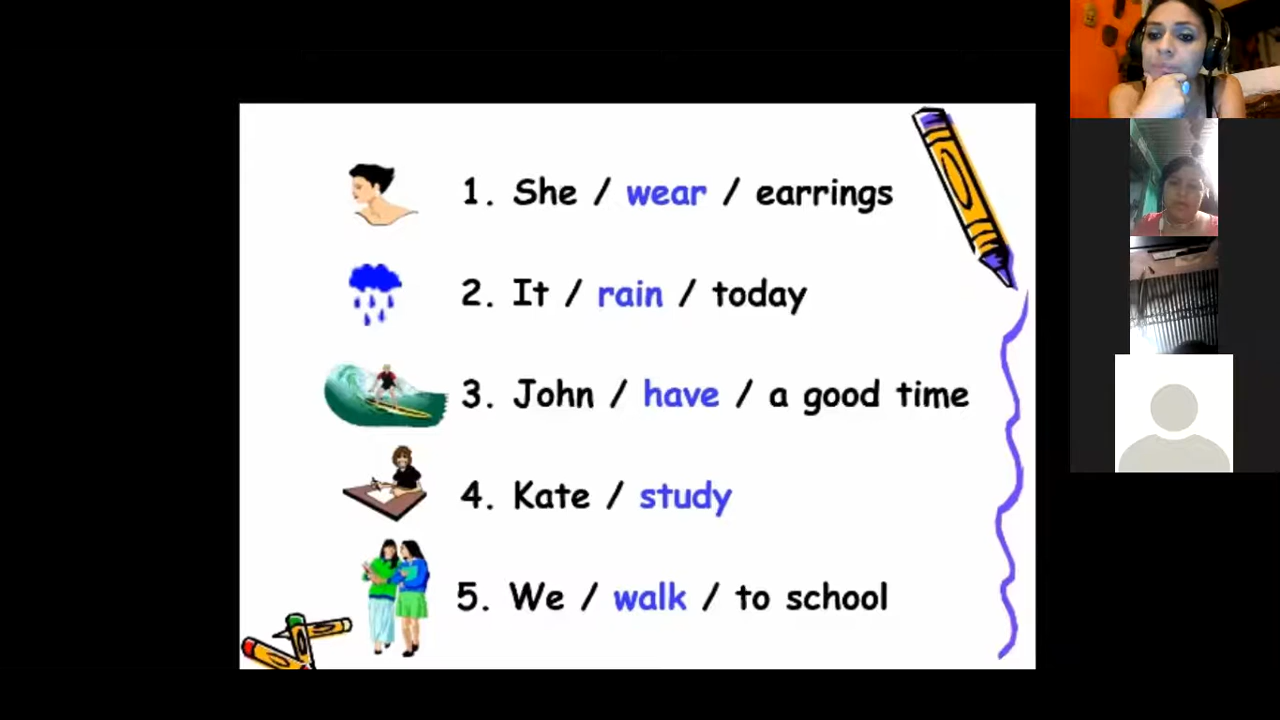 1. She / wear / earrings
2. It / rain / today
3. John / have / a good time
4. Kate / study
5. We / walk / to school